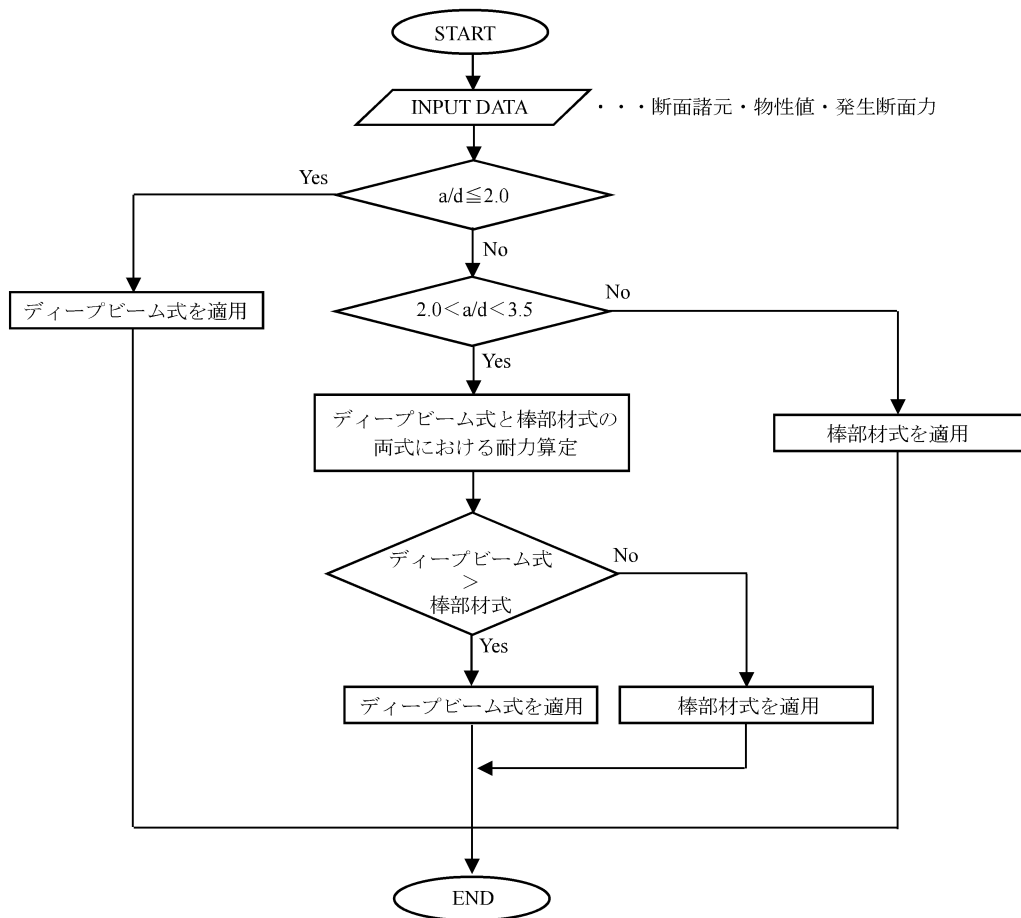 START
INPUT DATA
・・・断面諸元・物性値・発生断面力
Yes
a/d≦2.0
No
ディープビーム式を適用
2.0＜a/d＜3.5
No
Yes
ディープビーム式と棒部材式の
両式における耐力算定
棒部材式を適用
ディープビーム式
＞
棒部材式
No
Yes
ディープビーム式を適用
棒部材式を適用
END